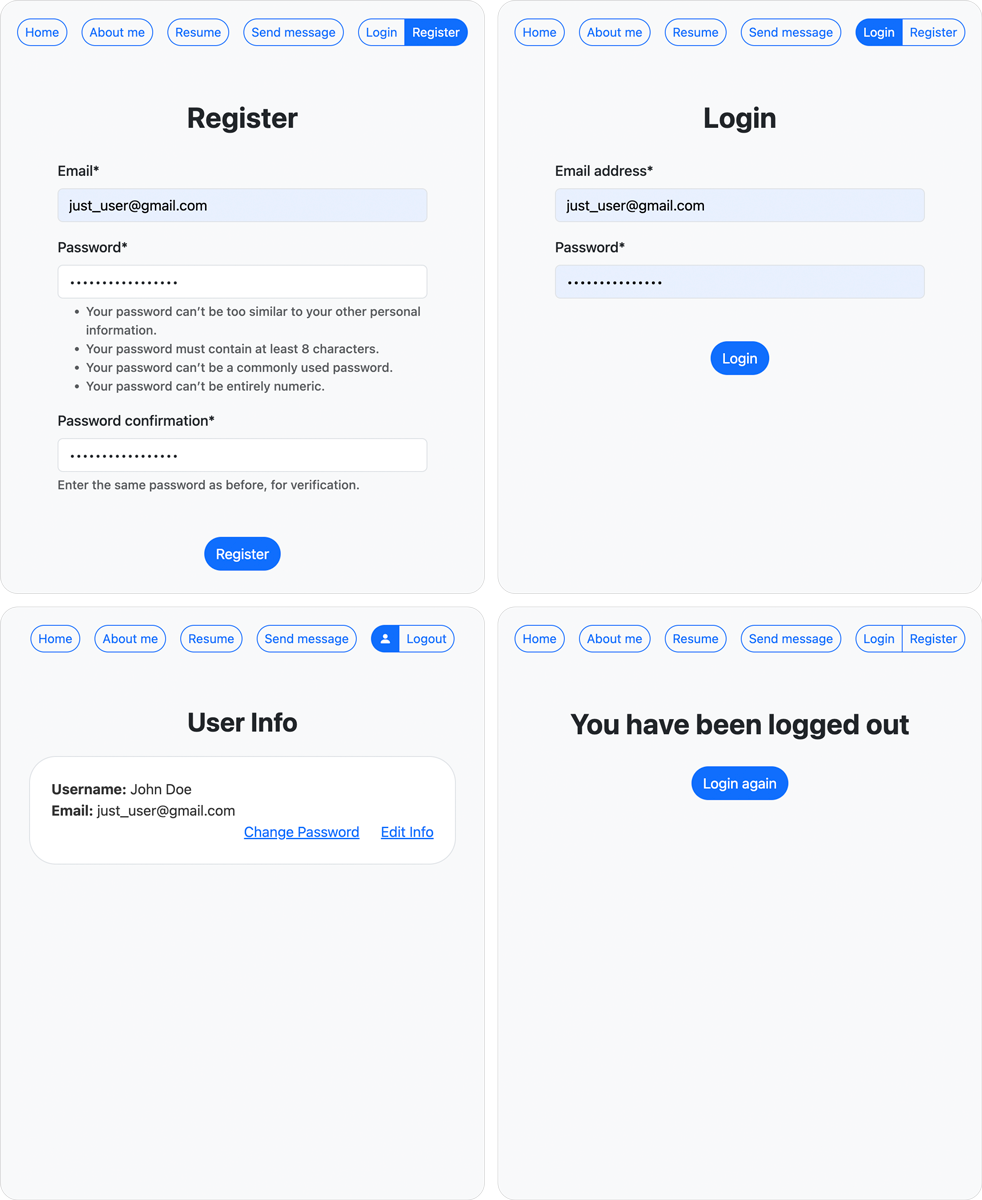 Home About me Resume Send message Login Register
Register
Email*
just_user@gmail.com
Password*
•••••••••••••••••
• Your password can’t be too similar to your other personal
information.
• Your password must contain at least 8 characters.
• Your password can’t be a commonly used password.
• Your password can’t be entirely numeric.
Password confirmation*
•••••••••••••••••
Enter the same password as before, for verification.
Register
Home About me Resume Send message Login Register
Login
Email address*
just_user@gmail.com
Password*
•••••••••••••••
Login
Home About me Resume Send message Logout
User Info
Username: John Doe
Email: just_user@gmail.com
Change Password Edit Info
Home About me Resume Send message Login Register
You have been logged out
Login again